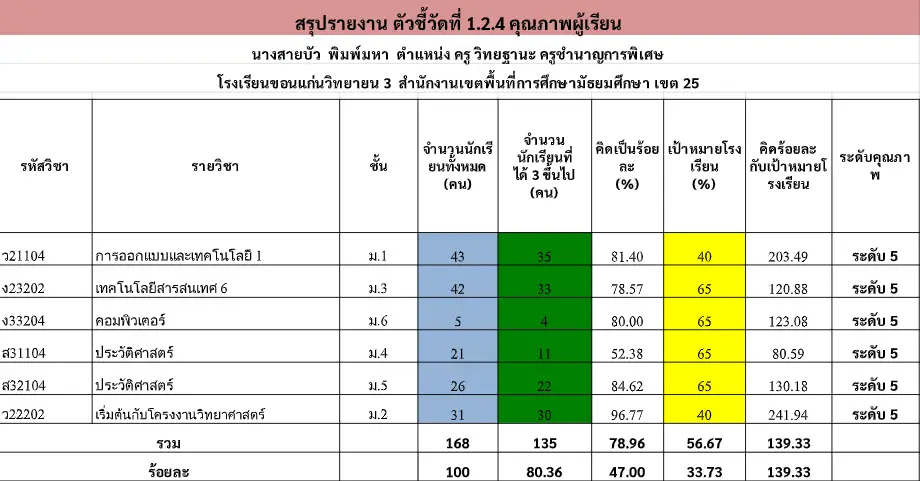 สรุปรายงาน ตัวชี้วัดที่ 1.2.4 คุณภาพผู้เรียน
นางสายบัว พิมพ์มหา ตำแหน่ง ครู วิทยฐานะ ครูชำนาญการพิเศษ
โรงเรียนขอนแก่นวิทยายน 3 สำนักงานเขตพื้นที่การศึกษามัธยมศึกษา เขต 25
รหัสวิชา รายวิชา ชั้น จำนวนนักเรียนทั้งหมด (คน) จำนวนนักเรียนที่ได้ 3 ขึ้นไป (คน) คิดเป็นร้อยละ (%) เป้าหมายโรงเรียน (%) คิดร้อยละกับเป้าหมายโรงเรียน ระดับคุณภาพ
ว21104 การออกแบบและเทคโนโลยี 1 ม.1 43 35 81.40 40 203.49 ระดับ 5
ง23202 เทคโนโลยีสารสนเทศ 6 ม.3 42 33 78.57 65 120.88 ระดับ 5
ง33204 คอมพิวเตอร์ ม.6 5 4 80.00 65 123.08 ระดับ 5
ส31104 ประวัติศาสตร์ ม.4 21 11 52.38 65 80.59 ระดับ 5
ส32104 ประวัติศาสตร์ ม.5 26 22 84.62 65 130.18 ระดับ 5
ว22202 เริ่มต้นกับโครงงานวิทยาศาสตร์ ม.2 31 30 96.77 40 241.94 ระดับ 5
รวม 168 135 78.96 56.67 139.33
ร้อยละ 100 80.36 47.00 33.73 139.33